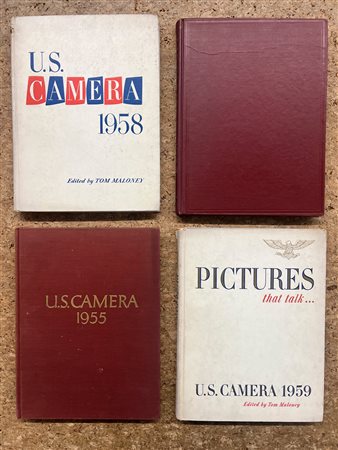 U.S.
CAMERA
1958
Edited by TOM MALONEY
U.S.CAMERA
1955
PICTURES
that talk...
U.S. CAMERA 1959
Edited by Tom Maloney